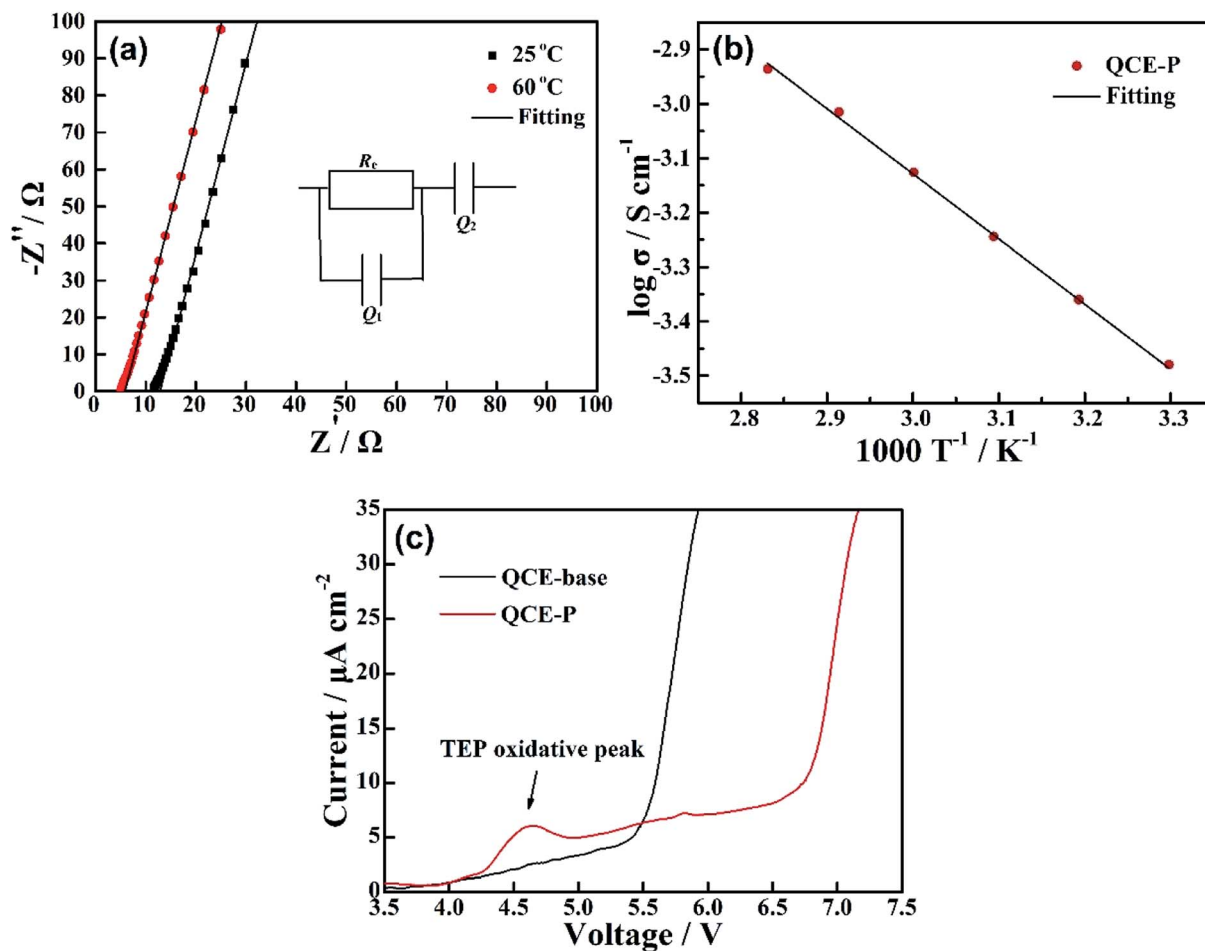 (a)
25 °C
60 °C
Fitting
Re
Q1
Q2
100
90
80
70
60
50
40
30
20
10
0
-Z''/ Ω
0 10 20 30 40 50 60 70 80 90 100
Z'/ Ω
(b)
QCE-P
Fitting
-2.9
-3.0
-3.1
-3.2
-3.3
-3.4
-3.5
log σ / S cm-1
2.8 2.9 3.0 3.1 3.2 3.3
1000 T-1 / K-1
(c)
QCE-base
QCE-P
TEP oxidative peak
35
30
25
20
15
10
5
0
Current / μA cm-2
3.5 4.0 4.5 5.0 5.5 6.0 6.5 7.0 7.5
Voltage / V